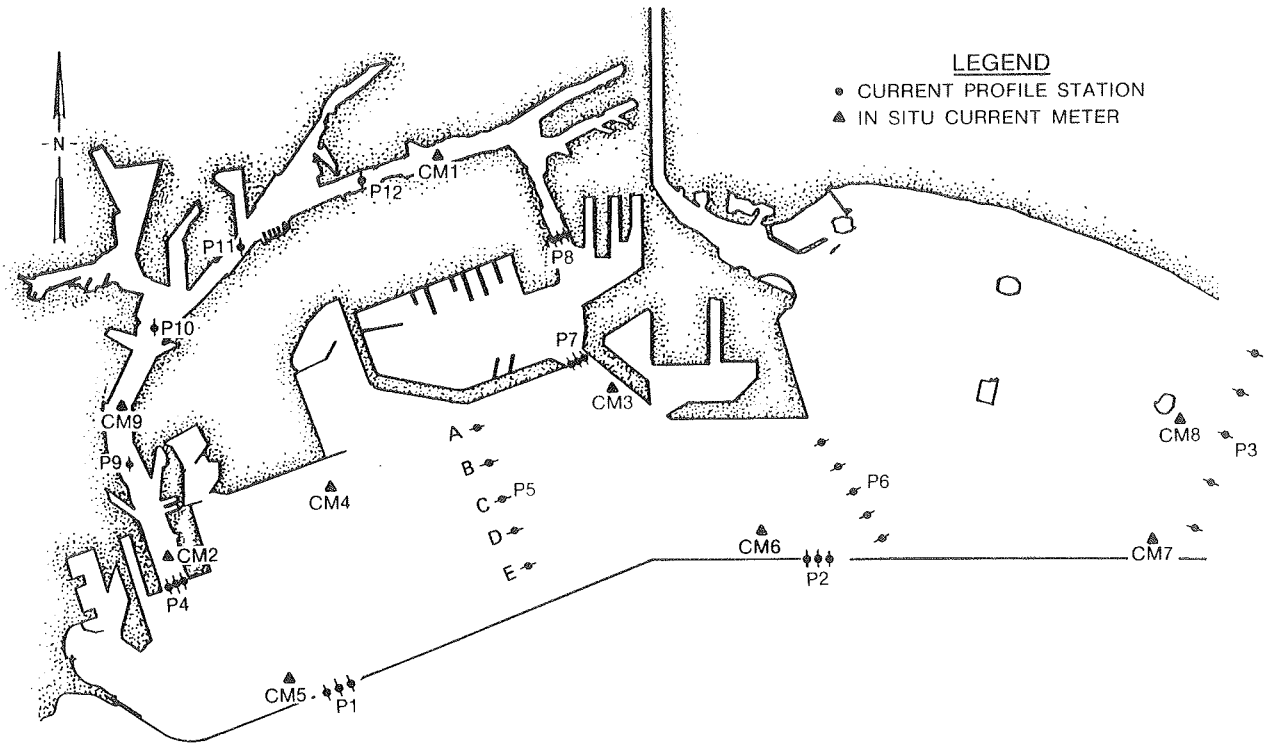 LEGEND
CURRENT PROFILE STATION
IN SITU CURRENT METER
N
CM1
P12
P11
P8
P10
P7
CM3
CM9
CM8
A
P3
P9
B
P6
C
P5
CM4
D
CM6
CM7
CM2
E
P2
P4
CM5
P1